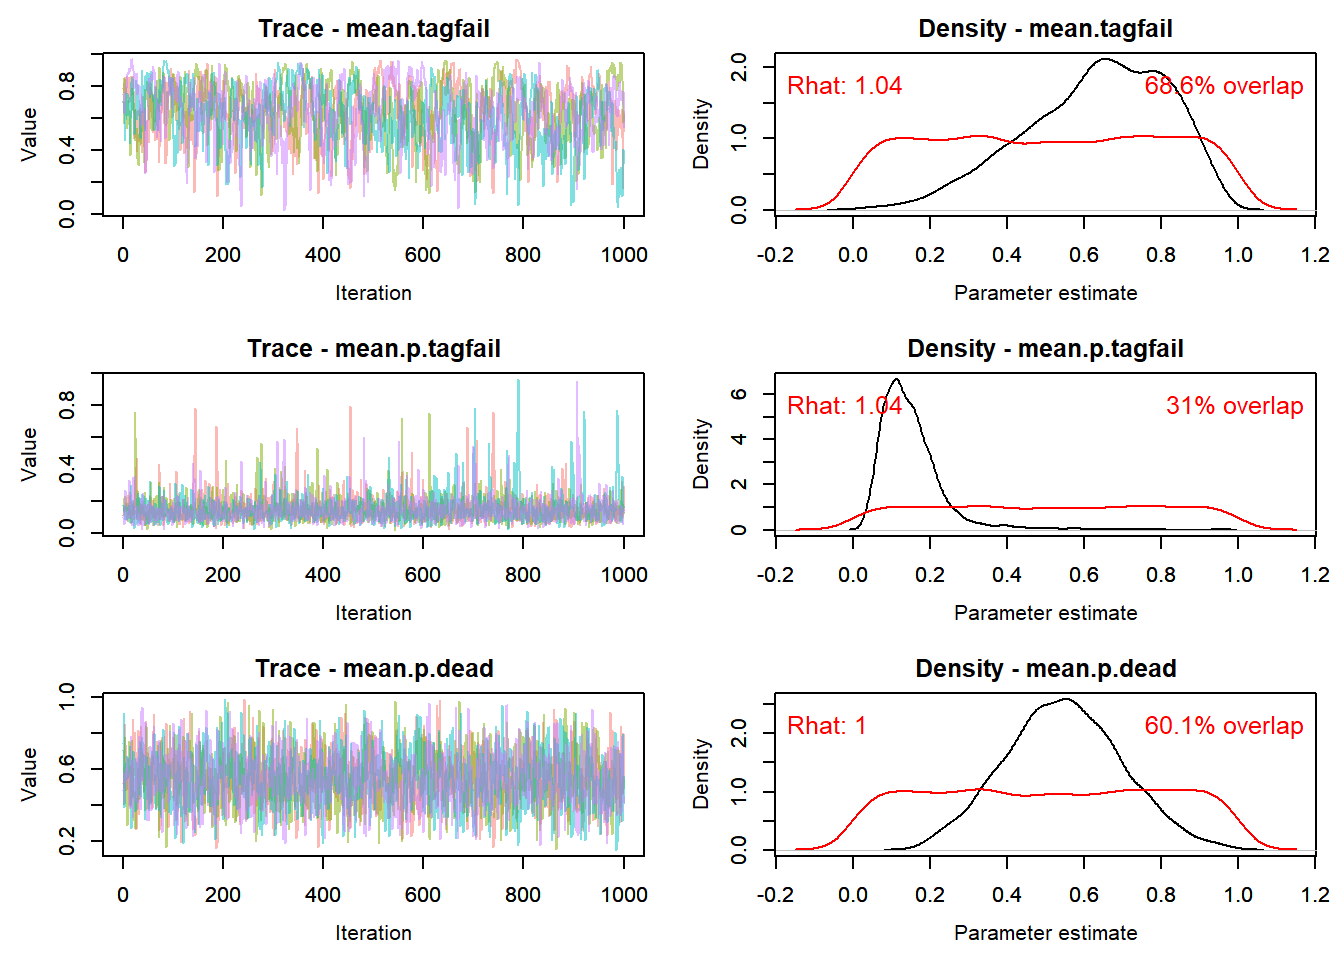 Trace - mean.tagfail
Value
0.0 0.4 0.8
0 200 400 600 800 1000
Iteration
Density - mean.tagfail
Density
0.0 1.0 2.0
Rhat: 1.04
68.6% overlap
-0.2 0.0 0.2 0.4 0.6 0.8 1.0 1.2
Parameter estimate
Trace - mean.p.tagfail
Value
0.0 0.4 0.8
0 200 400 600 800 1000
Iteration
Density - mean.p.tagfail
Density
0 2 4 6
Rhat: 1.04
31% overlap
-0.2 0.0 0.2 0.4 0.6 0.8 1.0 1.2
Parameter estimate
Trace - mean.p.dead
Value
0.2 0.6 1.0
0 200 400 600 800 1000
Iteration
Density - mean.p.dead
Density
0.0 1.0 2.0
Rhat: 1
60.1% overlap
-0.2 0.0 0.2 0.4 0.6 0.8 1.0 1.2
Parameter estimate